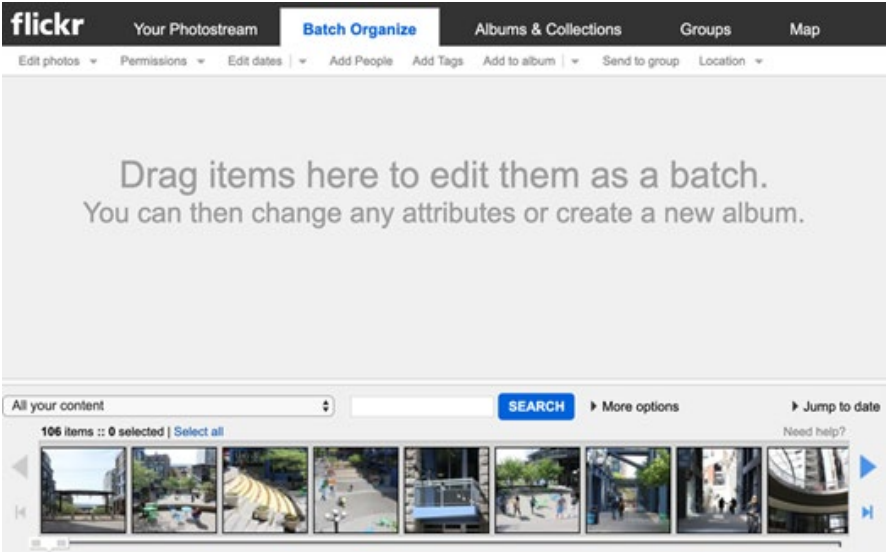 flickr Your Photostream Batch Organize Albums & Collections Groups Map
Edit photos Permissions Edit dates | Add People Add Tags Add to album | Send to group Location
Drag items here to edit them as a batch.
You can then change any attributes or create a new album.
All your content SEARCH More options Jump to date
106 items :: 0 selected | Select all Need help?